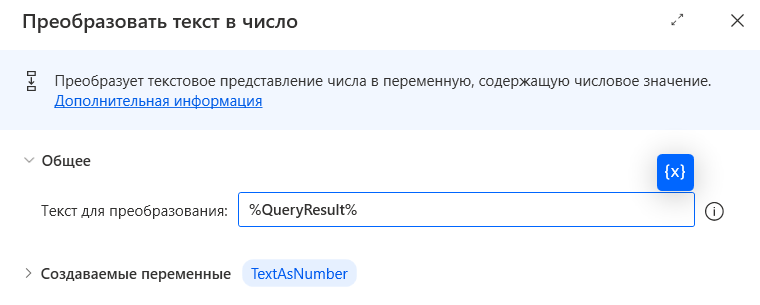 Преобразовать текст в число
Преобразует текстовое представление числа в переменную, содержащую числовое значение.
Дополнительная информация
Общее
{x}
Текст для преобразования: %QueryResult%
Создаваемые переменные TextAsNumber